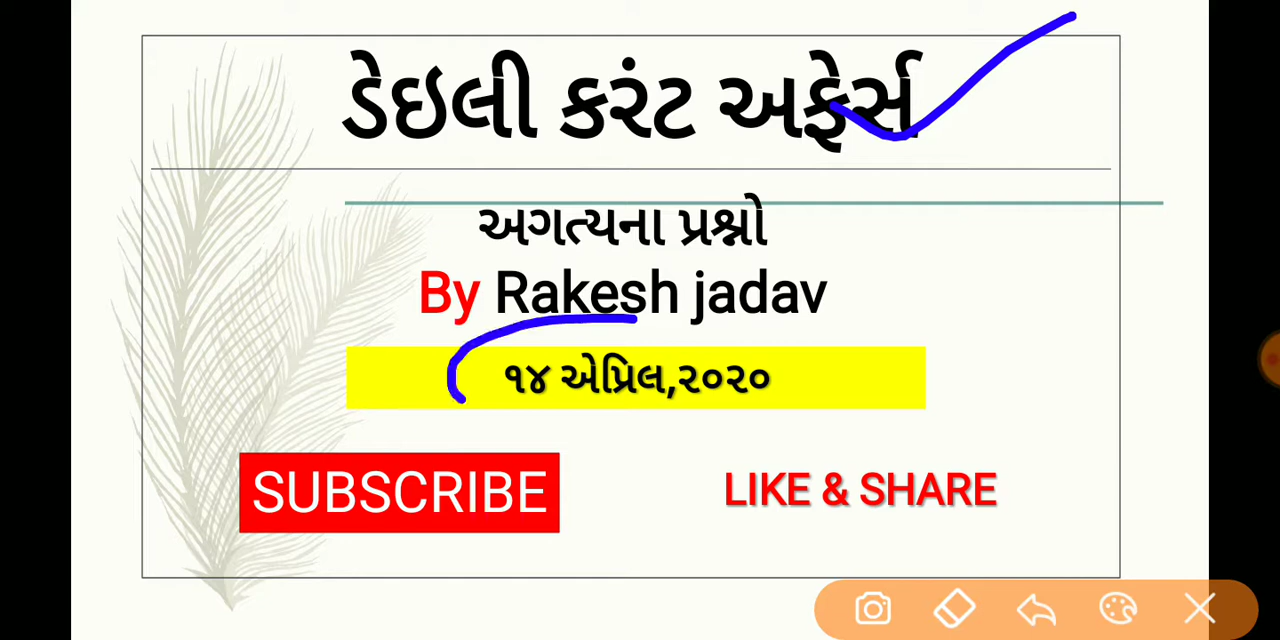 ડેઇલી કરંટ અફેર્સ
અગત્યના પ્રશ્નો
By Rakesh jadav
૧૪ એપ્રિલ,૨૦૨૦
SUBSCRIBE
LIKE & SHARE